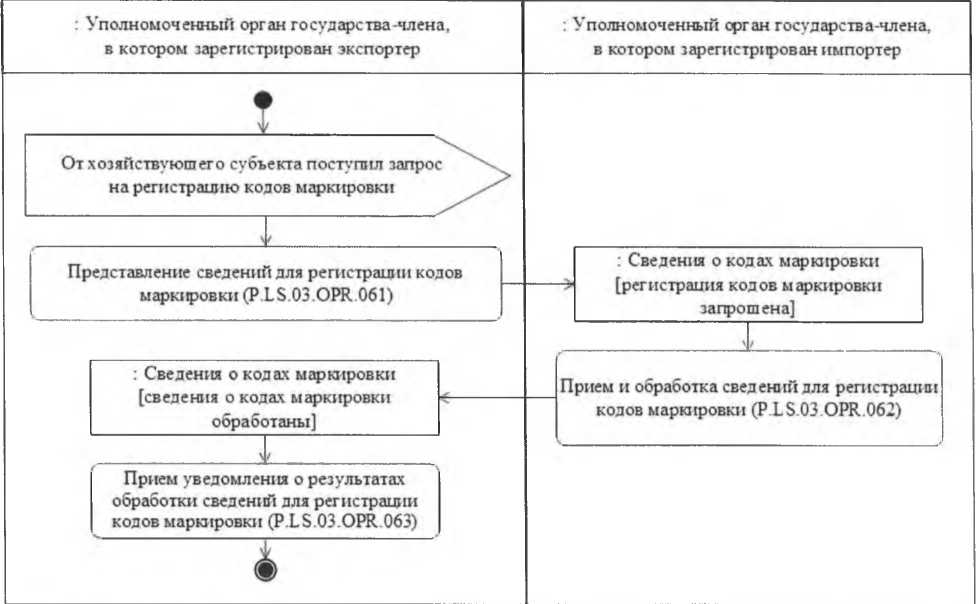 : Уполномоченный орган государства-члена,
в котором зарегистрирован экспортер
: Уполномоченный орган государства-члена,
в котором зарегистрирован импортер
От хозяйствующего субъекта поступил запрос
на регистрацию кодов маркировки
Представление сведений для регистрации кодов
маркировки (P.LS.03.OPR.061)
: Сведения о кодах маркировки
[регистрация кодов маркировки
запрошена]
Прием и обработка сведений для регистрации
кодов маркировки (P.LS.03.OPR.062)
: Сведения о кодах маркировки
[сведения о кодах маркировки
обработаны]
Прием уведомления о результатах
обработки сведений для регистрации
кодов маркировки (P.LS.03.OPR.063)